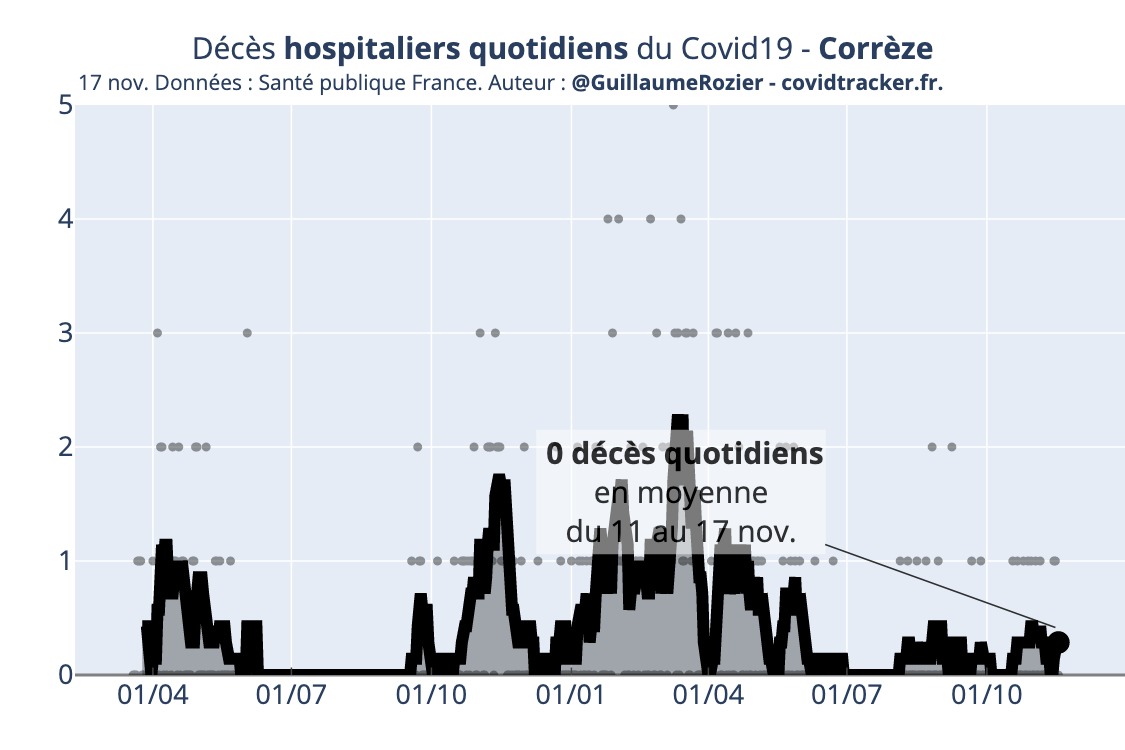 Décès hospitaliers quotidiens du Covid19 - Corrèze
17 nov. Données : Santé publique France. Auteur : @GuillaumeRozier - covidtracker.fr.
5
4
3
2
1
0
0 décès quotidiens
en moyenne
du 11 au 17 nov.
01/04 01/07 01/10 01/01 01/04 01/07 01/10